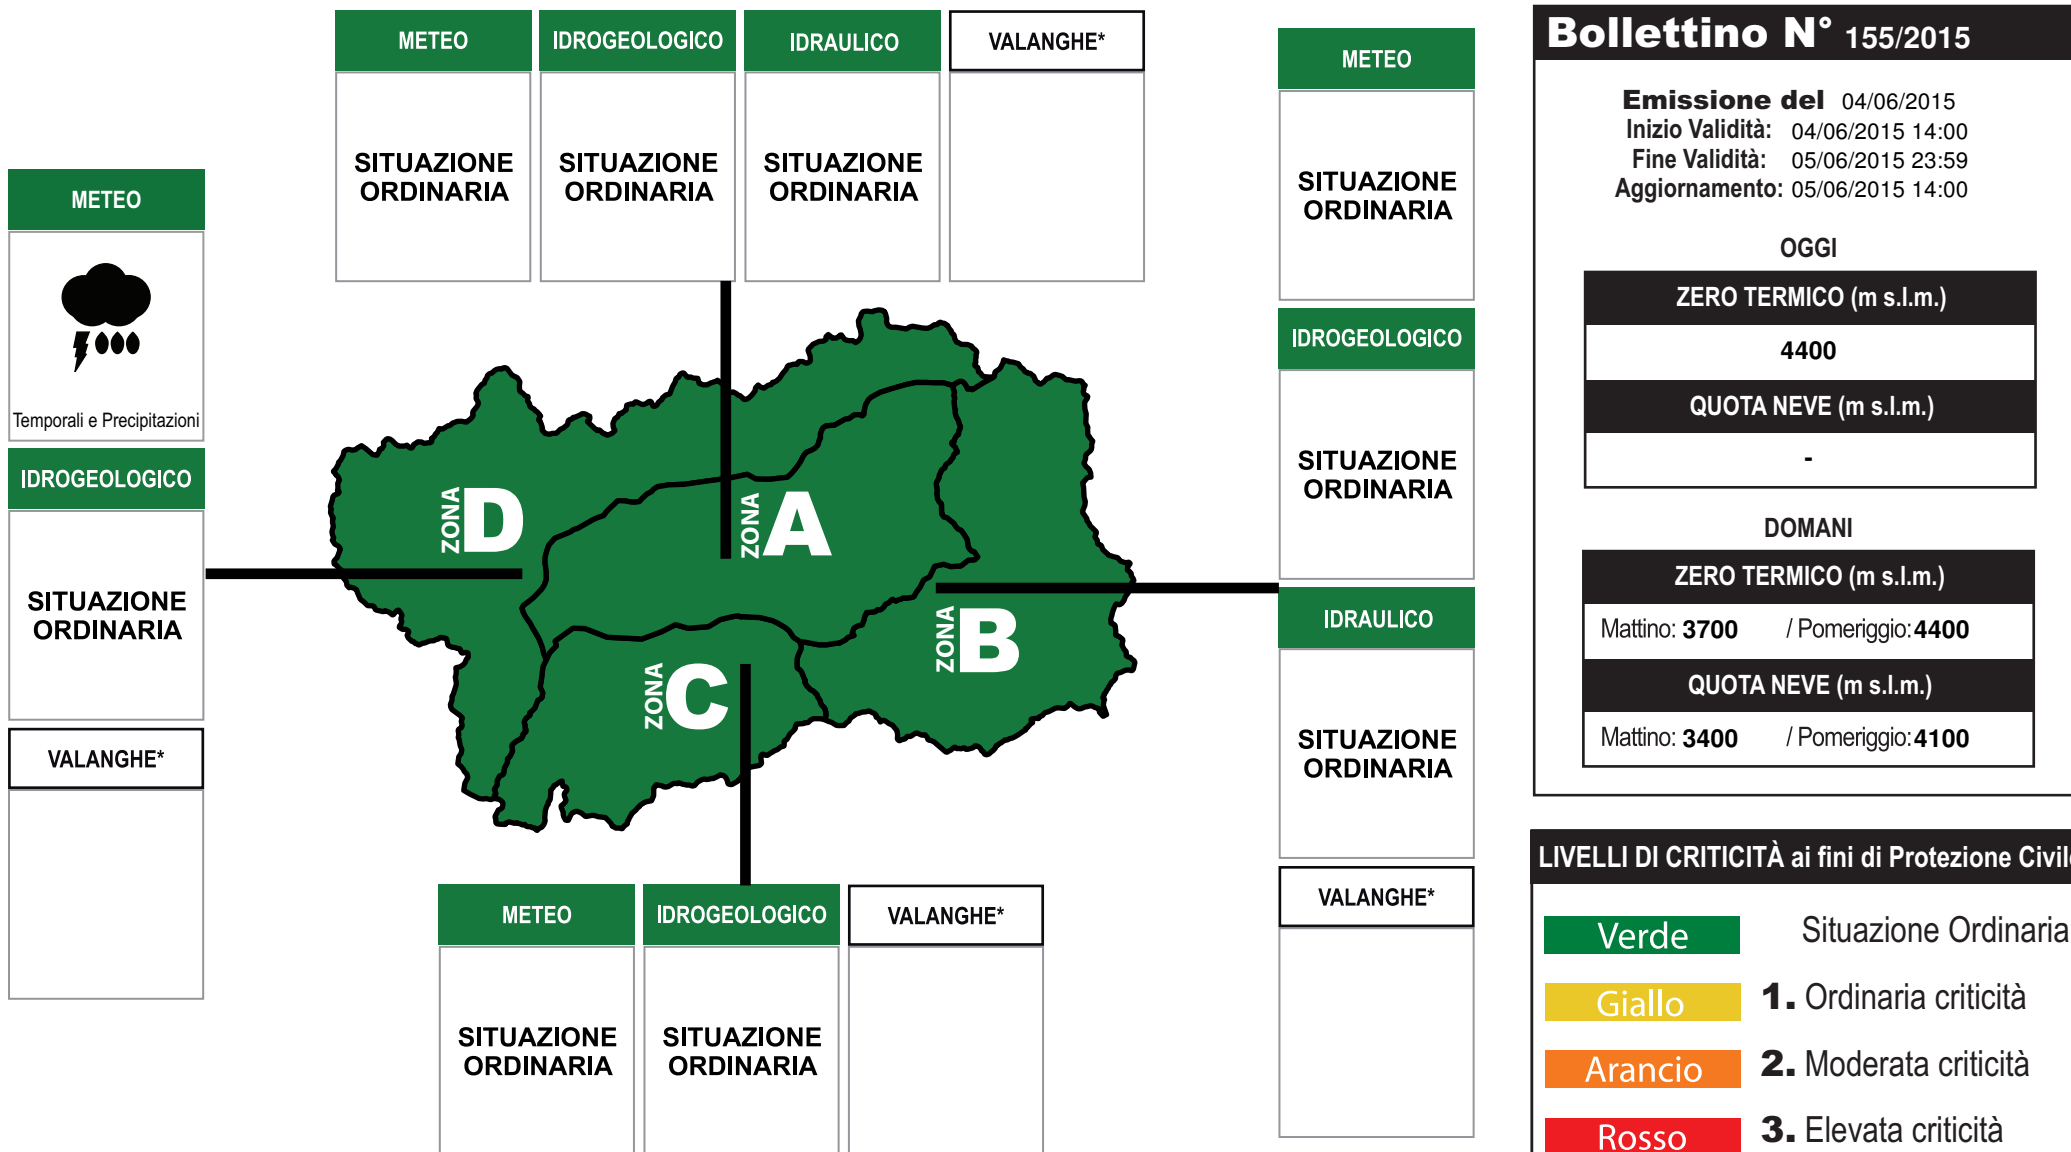 METEO
IDROGEOLOGICO
IDRAULICO
VALANGHE*
SITUAZIONE
ORDINARIA
SITUAZIONE
ORDINARIA
SITUAZIONE
ORDINARIA
METEO
Temporali e Precipitazioni
IDROGEOLOGICO
SITUAZIONE
ORDINARIA
VALANGHE*
ZONA D
ZONA A
ZONA B
ZONA C
METEO
IDROGEOLOGICO
VALANGHE*
SITUAZIONE
ORDINARIA
SITUAZIONE
ORDINARIA
METEO
SITUAZIONE
ORDINARIA
IDROGEOLOGICO
SITUAZIONE
ORDINARIA
IDRAULICO
SITUAZIONE
ORDINARIA
VALANGHE*
Bollettino N° 155/2015
Emissione del 04/06/2015
Inizio Validità: 04/06/2015 14:00
Fine Validità: 05/06/2015 23:59
Aggiornamento: 05/06/2015 14:00
OGGI
ZERO TERMICO (m s.l.m.)
4400
QUOTA NEVE (m s.l.m.)
-
DOMANI
ZERO TERMICO (m s.l.m.)
Mattino: 3700 / Pomeriggio: 4400
QUOTA NEVE (m s.l.m.)
Mattino: 3400 / Pomeriggio: 4100
LIVELLI DI CRITICITÀ ai fini di Protezione Civile
Verde Situazione Ordinaria
Giallo 1. Ordinaria criticità
Arancio 2. Moderata criticità
Rosso 3. Elevata criticità